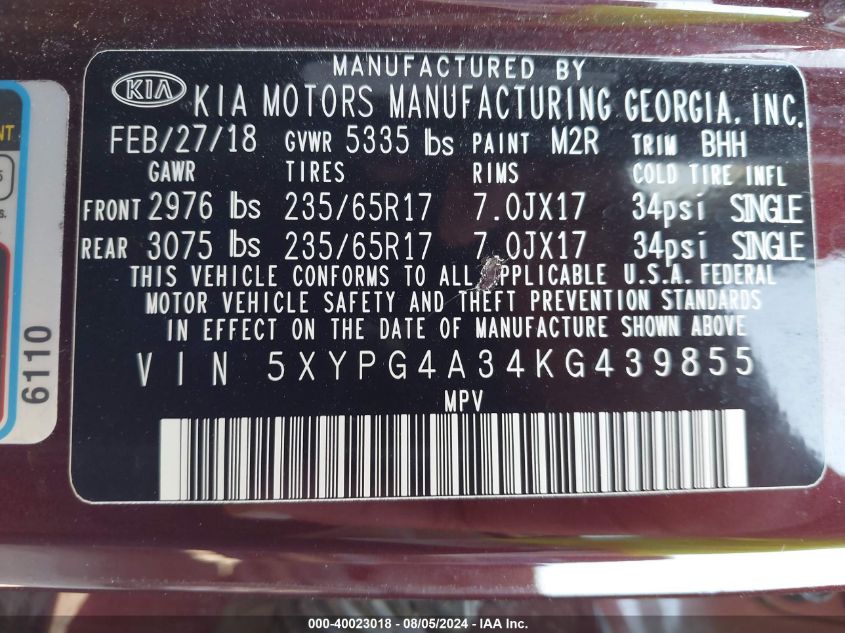 MANUFACTURED BY
KIA KIA MOTORS MANUFACTURING GEORGIA, INC.
FEB/27/18 GVWR 5335 lbs PAINT M2R TRIM BHH
GAWR TIRES RIMS COLD TIRE INFL
FRONT 2976 lbs 235/65R17 7.0JX17 34psi SINGLE
REAR 3075 lbs 235/65R17 7.0JX17 34psi SINGLE
THIS VEHICLE CONFORMS TO ALL APPLICABLE U.S.A. FEDERAL
MOTOR VEHICLE SAFETY AND THEFT PREVENTION STANDARDS
IN EFFECT ON THE DATE OF MANUFACTURE SHOWN ABOVE
VIN 5XYPG4A34KG439855
MPV
6110
000-40023018 - 08/05/2024 - IAA Inc.